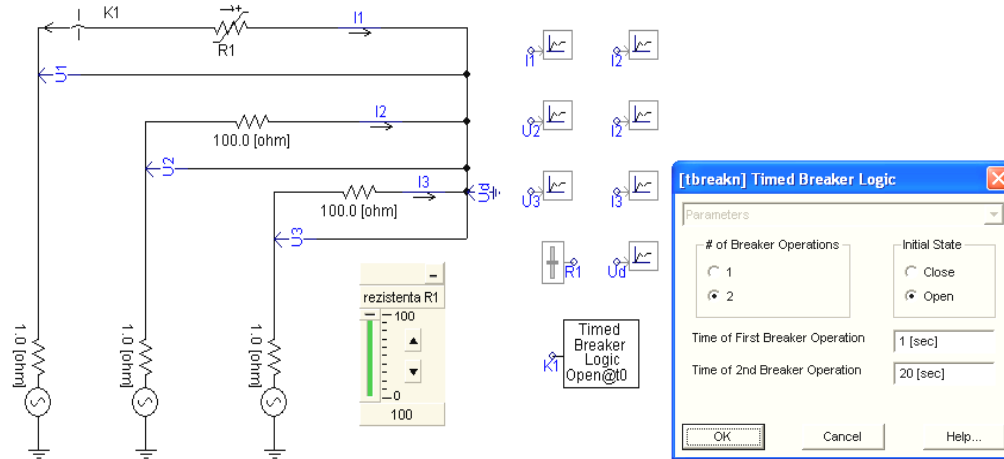 K1
R1
I1
U1
I2
100.0 [ohm]
U2
I3
100.0 [ohm]
U3
Ud
1.0 [ohm]
1.0 [ohm]
1.0 [ohm]
rezistenta R1
100
0
100
I1
I2
U2
I2
U3
I3
R1
Ud
K1
Timed
Breaker
Logic
Open@t0
[tbreakn] Timed Breaker Logic
Parameters
# of Breaker Operations
1
2
Initial State
Close
Open
Time of First Breaker Operation
1 [sec]
Time of 2nd Breaker Operation
20 [sec]
OK
Cancel
Help...